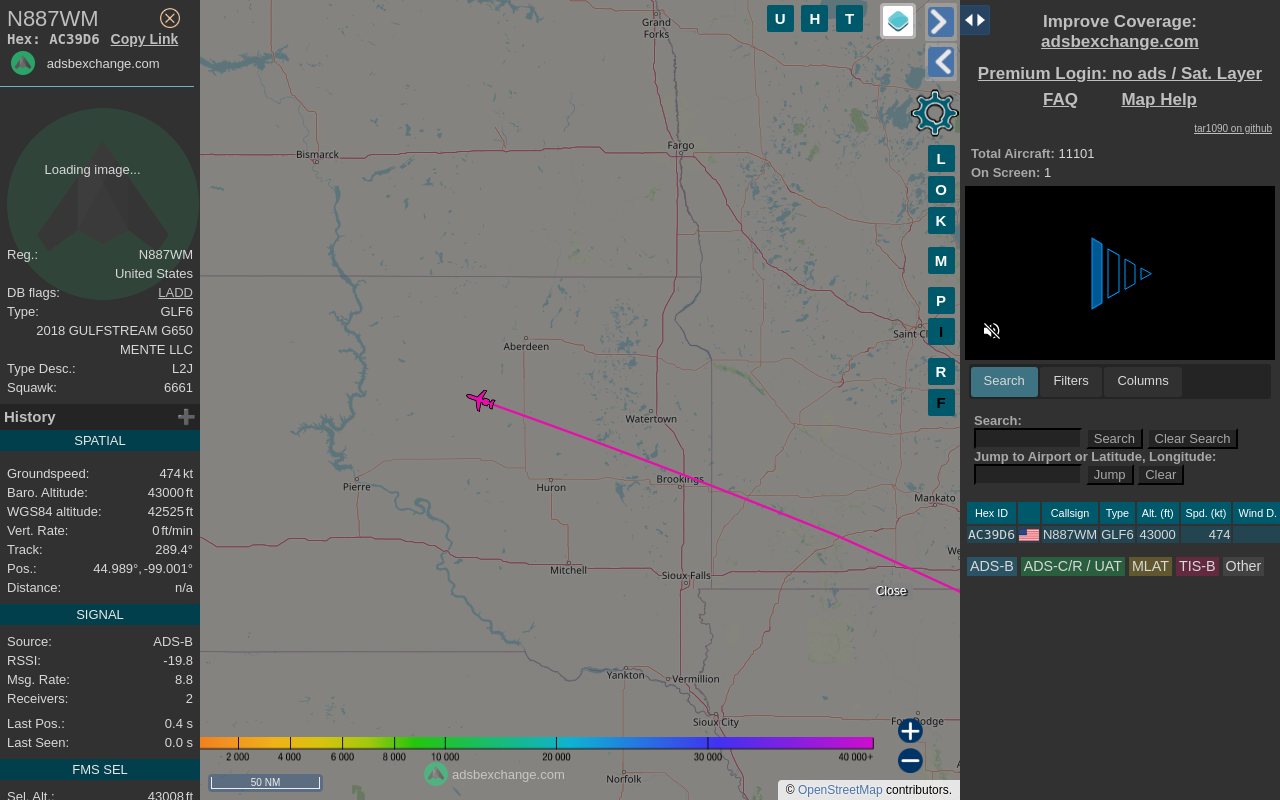 N887WM
Hex: AC39D6 Copy Link
adsbexchange.com
Loading image...
Reg.: N887WM
United States
DB flags: LADD
Type: GLF6
2018 GULFSTREAM G650
MENTE LLC
Type Desc.: L2J
Squawk: 6661
History
SPATIAL
Groundspeed: 474 kt
Baro. Altitude: 43000 ft
WGS84 altitude: 42525 ft
Vert. Rate: 0 ft/min
Track: 289.4°
Pos.: 44.989°, -99.001°
Distance: n/a
SIGNAL
Source: ADS-B
RSSI: -19.8
Msg. Rate: 8.8
Receivers: 2
Last Pos.: 0.4 s
Last Seen: 0.0 s
FMS SEL
Sel. Alt.: 43008 ft
Grand
Forks
Bismarck
Fargo
Aberdeen
Saint Cl
Watertown
Pierre
Huron
Brookings
Mankato
Mitchell
Sioux Falls
We
Close
Yankton
Vermillion
Sioux City
Fort Dodge
Norfolk
U H T
L
O
K
M
P
I
R
F
2 000 4 000 6 000 8 000 10 000 20 000 30 000 40 000+
50 NM
adsbexchange.com
© OpenStreetMap contributors.
Improve Coverage:
adsbexchange.com
Premium Login: no ads / Sat. Layer
FAQ Map Help
tar1090 on github
Total Aircraft: 11101
On Screen: 1
Search Filters Columns
Search:
Search Clear Search
Jump to Airport or Latitude, Longitude:
Jump Clear
Hex ID Callsign Type Alt. (ft) Spd. (kt) Wind D.
AC39D6 N887WM GLF6 43000 474
ADS-B ADS-C/R / UAT MLAT TIS-B Other